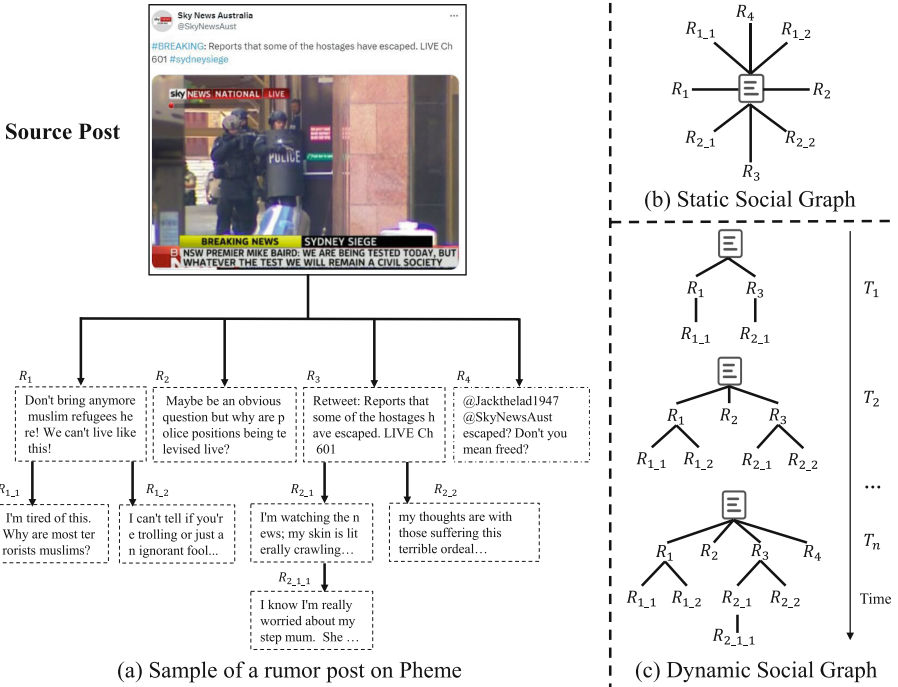 Sky News Australia
@SkyNewsAust
#BREAKING: Reports that some of the hostages have escaped. LIVE Ch
601 #sydneysiege
Source Post
sky NEWS NATIONAL LIVE
POLICE
BREAKING NEWS SYDNEY SIEGE
NSW PREMIER MIKE BAIRD: WE ARE BEING TESTED TODAY, BUT
WHATEVER THE TEST WE WILL REMAIN A CIVIL SOCIETY
R1
Don't bring anymore
muslim refugees he
re! We can't live like
this!
R2
Maybe be an obvious
question but why are p
olice positions being te
levised live?
R3
Retweet: Reports that
some of the hostages h
ave escaped. LIVE Ch
601
R4
@Jackthelad1947
@SkyNewsAust
escaped? Don't you
mean freed?
R1_1
I'm tired of this.
Why are most ter
rorists muslims?
R1_2
I can't tell if you'r
e trolling or just a
n ignorant fool...
R2_1
I'm watching the n
ews; my skin is lit
erally crawling...
R2_2
my thoughts are with
those suffering this
terrible ordeal...
R2_1_1
I know I'm really
worried about my
step mum. She ...
(a) Sample of a rumor post on Pheme
R4
R1_1 R1_2
R1 R2
R2_1 R2_2
R3
(b) Static Social Graph
R1 R3
T1
R1_1 R2_1
T2
R1 R2 R3
R1_1 R1_2 R2_1 R2_2
...
Tn
R1 R2 R3 R4
R1_1 R1_2 R2_1 R2_2
Time
R2_1_1
(c) Dynamic Social Graph